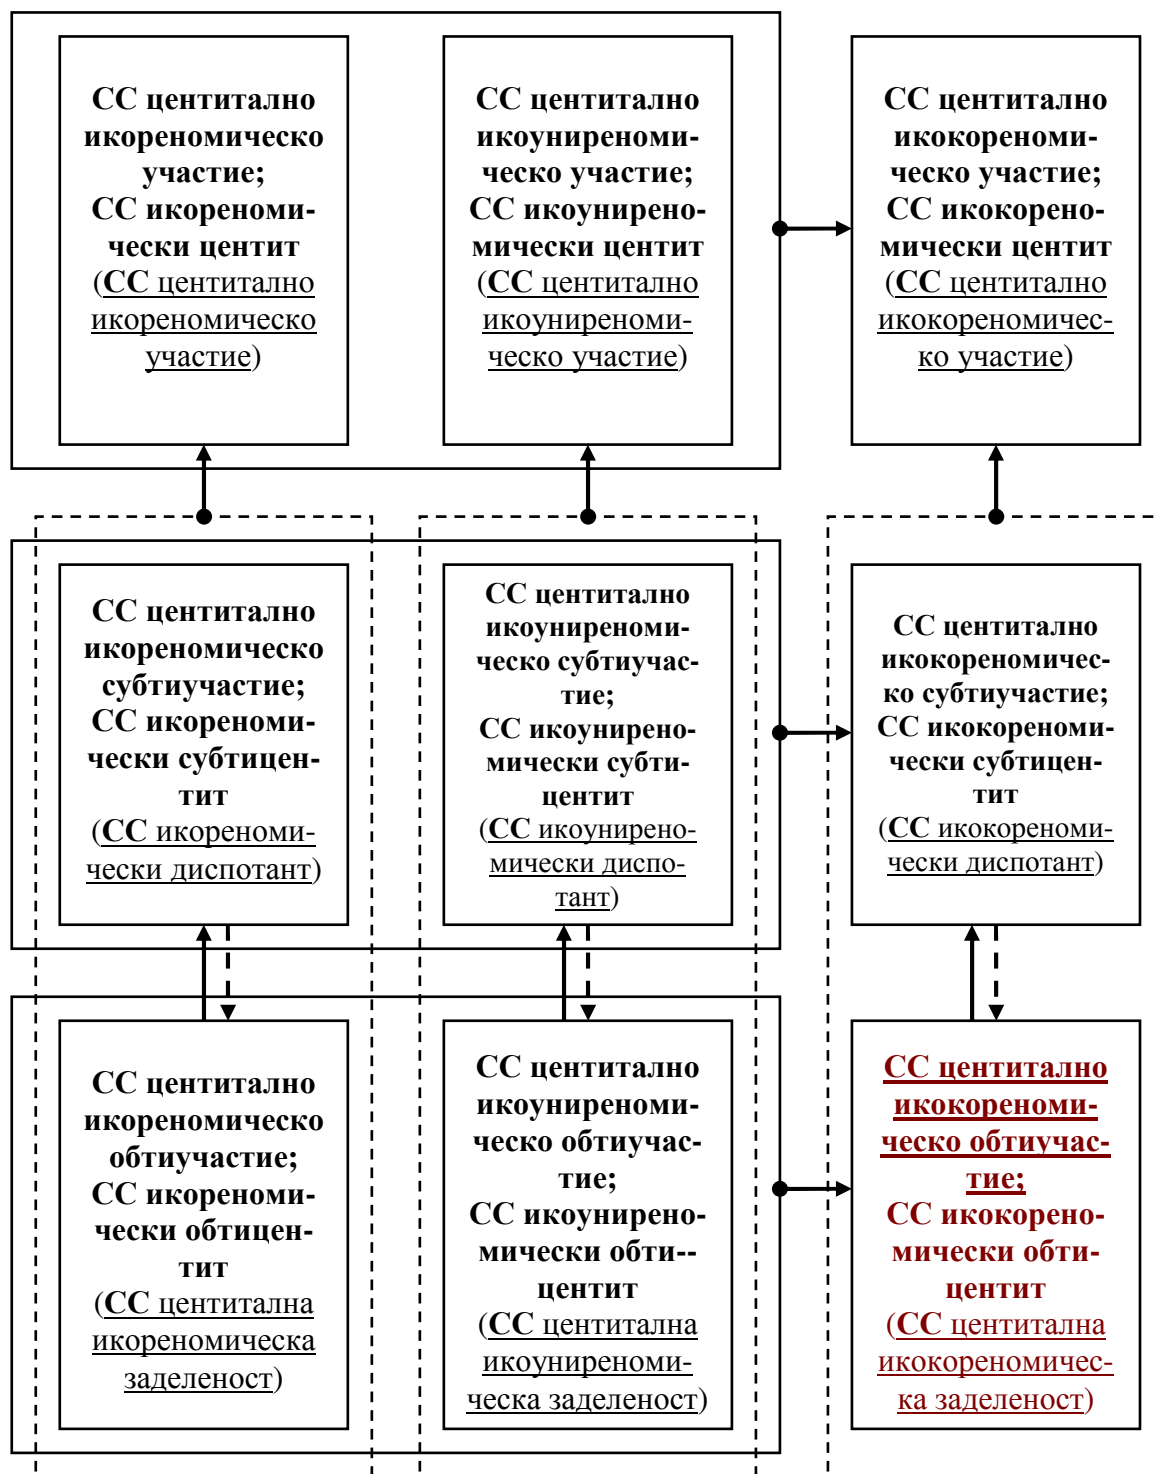 СС центитално
икореномическо
участие;
СС икореноми-
чески центит
(СС центитално
икореномическо
участие)
СС центитално
икоуниреноми-
ческо участие;
СС икоунирено-
мически центит
(СС центитално
икоуниреноми-
ческо участие)
СС центитално
икокореноми-
ческо участие;
СС икокорено-
мически центит
(СС центитално
икокореномичес-
ко участие)
СС центитално
икореномическо
субтиучастие;
СС икореноми-
чески субтицен-
тит
(СС икореноми-
чески диспотант)
СС центитално
икоуниреноми-
ческо субтиучас-
тие;
СС икоунирено-
мически субти-
центит
(СС икоунирено-
мически диспо-
тант)
СС центитално
икокореномичес-
ко субтиучастие;
СС икокореноми-
чески субтицен-
тит
(СС икокореноми-
чески диспотант)
СС центитално
икореномическо
обтиучастие;
СС икореноми-
чески обтицен-
тит
(СС центитална
икореномическа
заделеност)
СС центитално
икоуниреноми-
ческо обтиучас-
тие;
СС икоунирено-
мически обти--
центит
(СС центитална
икоуниреноми-
ческа заделеност)
СС центитално
икокореноми-
ческо обтиучас-
тие;
СС икокорено-
мически обти-
центит
(СС центитална
икокореномичес-
ка заделеност)